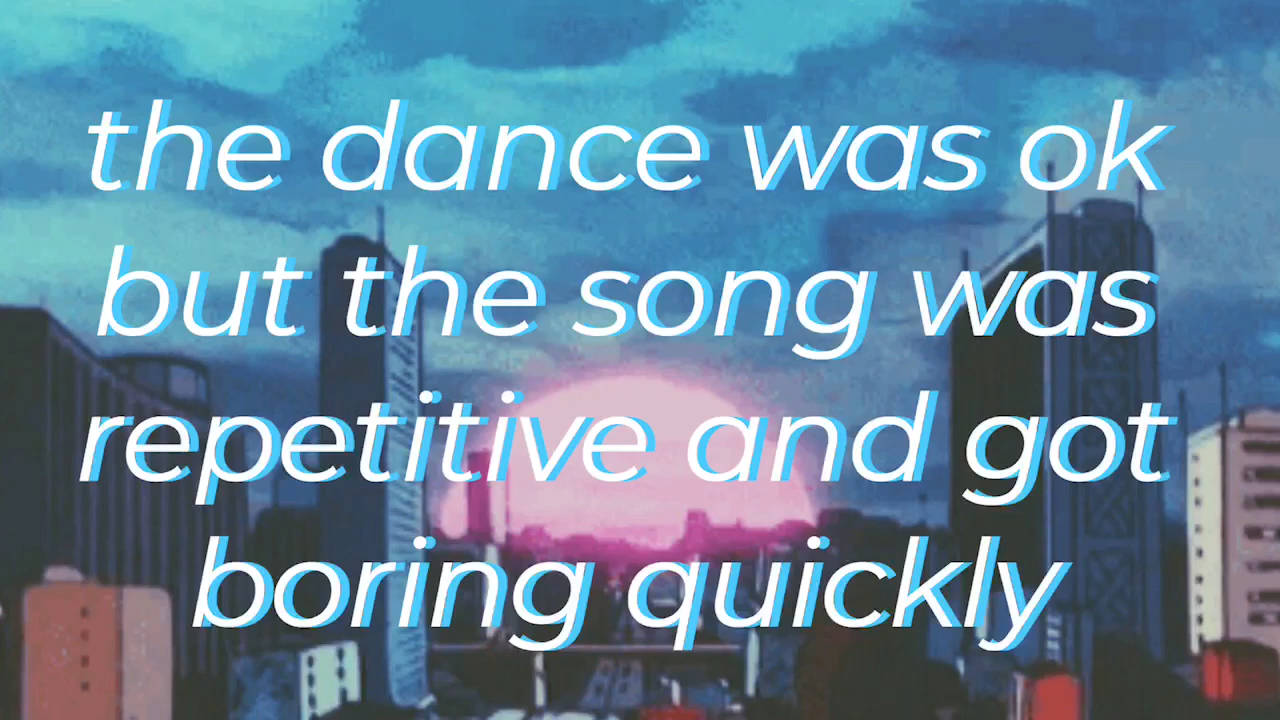 the dance was ok
but the song was
repetitive and got
boring quickly